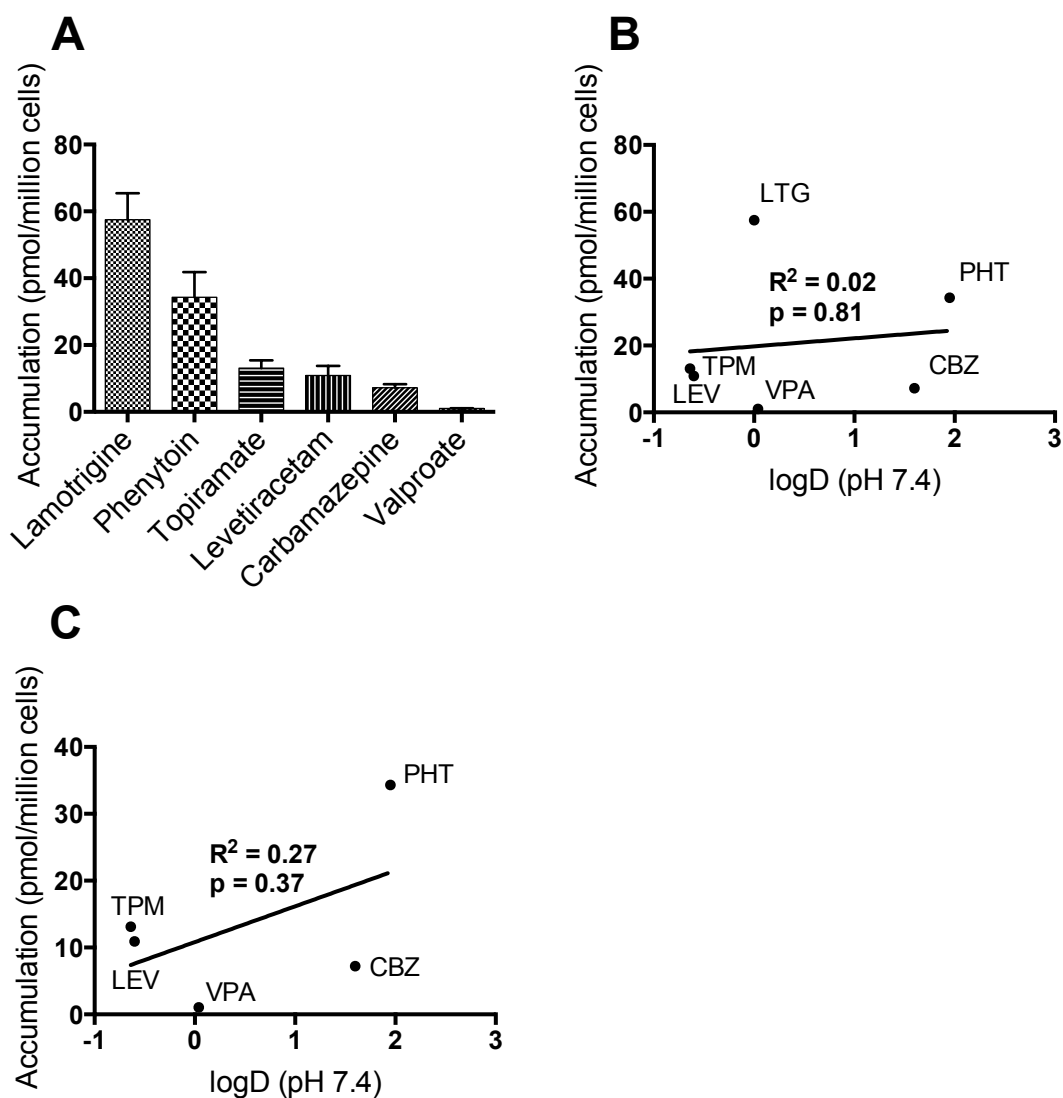 A
Accumulation (pmol/million cells)
80
60
40
20
0
Lamotrigine
Phenytoin
Topiramate
Levetiracetam
Carbamazepine
Valproate
B
Accumulation (pmol/million cells)
80
60
40
20
0
LTG
PHT
R² = 0.02
p = 0.81
TPM
LEV
VPA
CBZ
-1 0 1 2 3
logD (pH 7.4)
C
Accumulation (pmol/million cells)
40
30
20
10
0
PHT
R² = 0.27
p = 0.37
TPM
LEV
VPA
CBZ
-1 0 1 2 3
logD (pH 7.4)